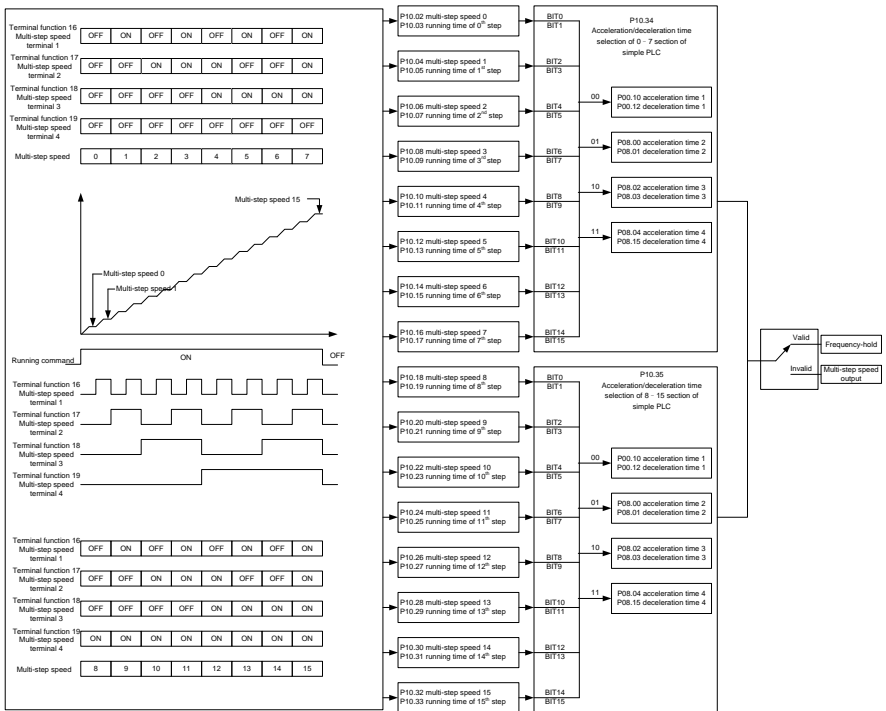 Terminal function 16
Multi-step speed
terminal 1
OFF ON OFF ON OFF ON OFF ON
Terminal function 17
Multi-step speed
terminal 2
OFF OFF ON ON OFF OFF ON ON
Terminal function 18
Multi-step speed
terminal 3
OFF OFF OFF OFF ON ON ON ON
Terminal function 19
Multi-step speed
terminal 4
OFF OFF OFF OFF OFF OFF OFF OFF
Multi-step speed
0 1 2 3 4 5 6 7
Multi-step speed 15
Multi-step speed 0
Multi-step speed 1
Running command
ON
OFF
Terminal function 16
Multi-step speed
terminal 1
Terminal function 17
Multi-step speed
terminal 2
Terminal function 18
Multi-step speed
terminal 3
Terminal function 19
Multi-step speed
terminal 4
Terminal function 16
Multi-step speed
terminal 1
OFF ON OFF ON OFF ON OFF ON
Terminal function 17
Multi-step speed
terminal 2
OFF OFF ON ON OFF OFF ON ON
Terminal function 18
Multi-step speed
terminal 3
OFF OFF OFF OFF ON ON ON ON
Terminal function 19
Multi-step speed
terminal 4
ON ON ON ON ON ON ON ON
Multi-step speed
8 9 10 11 12 13 14 15
P10.02 multi-step speed 0
P10.03 running time of 0th step
P10.04 multi-step speed 1
P10.05 running time of 1st step
P10.06 multi-step speed 2
P10.07 running time of 2nd step
P10.08 multi-step speed 3
P10.09 running time of 3rd step
P10.10 multi-step speed 4
P10.11 running time of 4th step
P10.12 multi-step speed 5
P10.13 running time of 5th step
P10.14 multi-step speed 6
P10.15 running time of 6th step
P10.16 multi-step speed 7
P10.17 running time of 7th step
P10.18 multi-step speed 8
P10.19 running time of 8th step
P10.20 multi-step speed 9
P10.21 running time of 9th step
P10.22 multi-step speed 10
P10.23 running time of 10th step
P10.24 multi-step speed 11
P10.25 running time of 11th step
P10.26 multi-step speed 12
P10.27 running time of 12th step
P10.28 multi-step speed 13
P10.29 running time of 13th step
P10.30 multi-step speed 14
P10.31 running time of 14th step
P10.32 multi-step speed 15
P10.33 running time of 15th step
BIT0
BIT1
BIT2
BIT3
BIT4
BIT5
BIT6
BIT7
BIT8
BIT9
BIT10
BIT11
BIT12
BIT13
BIT14
BIT15
P10.34
Acceleration/deceleration time
selection of 0 - 7 section of
simple PLC
00
P00.10 acceleration time 1
P00.12 deceleration time 1
01
P08.00 acceleration time 2
P08.01 deceleration time 2
10
P08.02 acceleration time 3
P08.03 deceleration time 3
11
P08.04 acceleration time 4
P08.15 deceleration time 4
BIT0
BIT1
BIT2
BIT3
BIT4
BIT5
BIT6
BIT7
BIT8
BIT9
BIT10
BIT11
BIT12
BIT13
BIT14
BIT15
P10.35
Acceleration/deceleration time
selection of 8 - 15 section of
simple PLC
00
P00.10 acceleration time 1
P00.12 deceleration time 1
01
P08.00 acceleration time 2
P08.01 deceleration time 2
10
P08.02 acceleration time 3
P08.03 deceleration time 3
11
P08.04 acceleration time 4
P08.15 deceleration time 4
Valid
Frequency-hold
Invalid
Multi-step speed
output